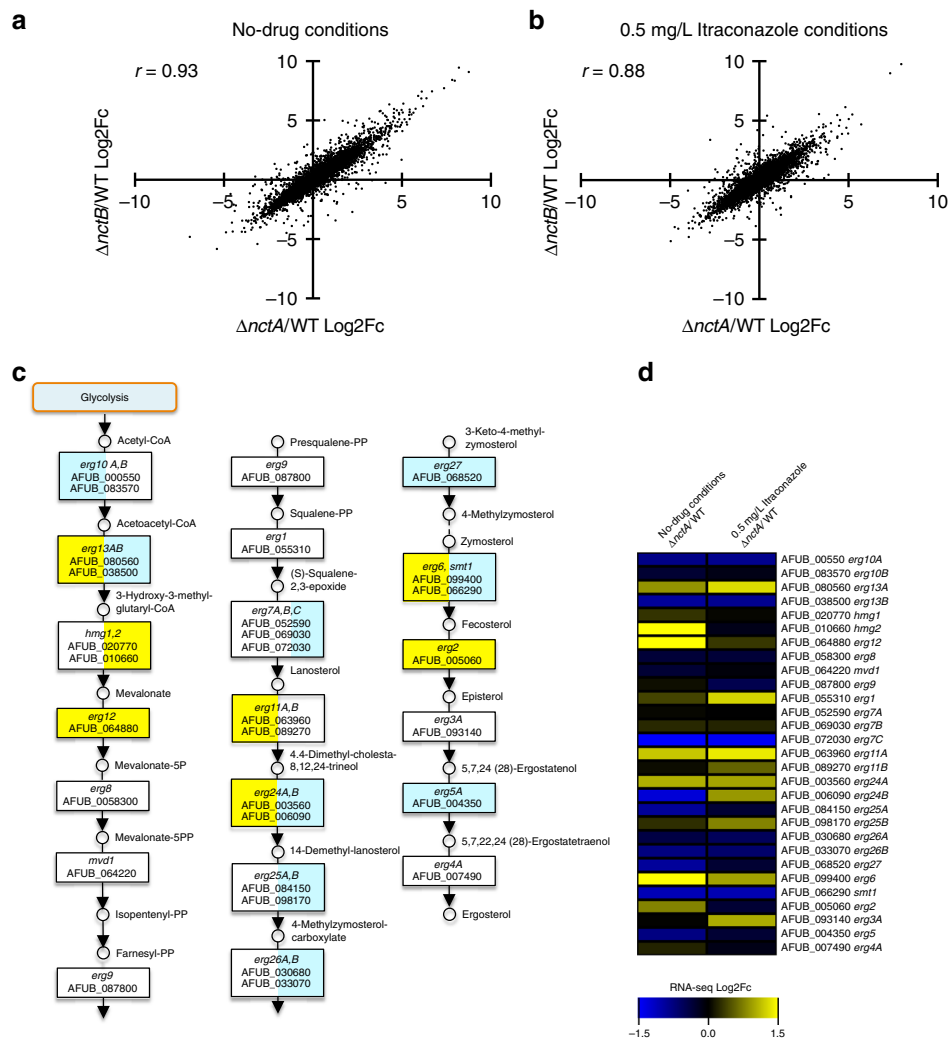 a
No-drug conditions
r = 0.93
10
5
−10
−5
5
10
−5
−10
ΔnctB/WT Log2Fc
ΔnctA/WT Log2Fc
b
0.5 mg/L Itraconazole conditions
r = 0.88
10
5
−10
−5
5
10
−5
−10
ΔnctB/WT Log2Fc
ΔnctA/WT Log2Fc
c
Glycolysis
Acetyl-CoA
erg10 A,B
AFUB_000550
AFUB_083570
Acetoacetyl-CoA
erg13AB
AFUB_080560
AFUB_038500
3-Hydroxy-3-methyl-
glutaryl-CoA
hmg1,2
AFUB_020770
AFUB_010660
Mevalonate
erg12
AFUB_064880
Mevalonate-5P
erg8
AFUB_0058300
Mevalonate-5PP
mvd1
AFUB_064220
Isopentenyl-PP
Farnesyl-PP
erg9
AFUB_087800
Presqualene-PP
erg9
AFUB_087800
Squalene-PP
erg1
AFUB_055310
(S)-Squalene-
2,3-epoxide
erg7A,B,C
AFUB_052590
AFUB_069030
AFUB_072030
Lanosterol
erg11A,B
AFUB_063960
AFUB_089270
4.4-Dimethyl-cholesta-
8,12,24-trineol
erg24A,B
AFUB_003560
AFUB_006090
14-Demethyl-lanosterol
erg25A,B
AFUB_084150
AFUB_098170
4-Methylzymosterol-
carboxylate
erg26A,B
AFUB_030680
AFUB_033070
3-Keto-4-methyl-
zymosterol
erg27
AFUB_068520
4-Methylzymosterol
Zymosterol
erg6, smt1
AFUB_099400
AFUB_066290
Fecosterol
erg2
AFUB_005060
Episterol
erg3A
AFUB_093140
5,7,24 (28)-Ergostatenol
erg5A
AFUB_004350
5,7,22,24 (28)-Ergostatetraenol
erg4A
AFUB_007490
Ergosterol
d
No-drug conditions
ΔnctA/WT
0.5 mg/L Itraconazole
ΔnctA/WT
AFUB_00550 erg10A
AFUB_083570 erg10B
AFUB_080560 erg13A
AFUB_038500 erg13B
AFUB_020770 hmg1
AFUB_010660 hmg2
AFUB_064880 erg12
AFUB_058300 erg8
AFUB_064220 mvd1
AFUB_087800 erg9
AFUB_055310 erg1
AFUB_052590 erg7A
AFUB_069030 erg7B
AFUB_072030 erg7C
AFUB_063960 erg11A
AFUB_089270 erg11B
AFUB_003560 erg24A
AFUB_006090 erg24B
AFUB_084150 erg25A
AFUB_098170 erg25B
AFUB_030680 erg26A
AFUB_033070 erg26B
AFUB_068520 erg27
AFUB_099400 erg6
AFUB_066290 smt1
AFUB_005060 erg2
AFUB_093140 erg3A
AFUB_004350 erg5
AFUB_007490 erg4A
RNA-seq Log2Fc
−1.5
0.0
1.5